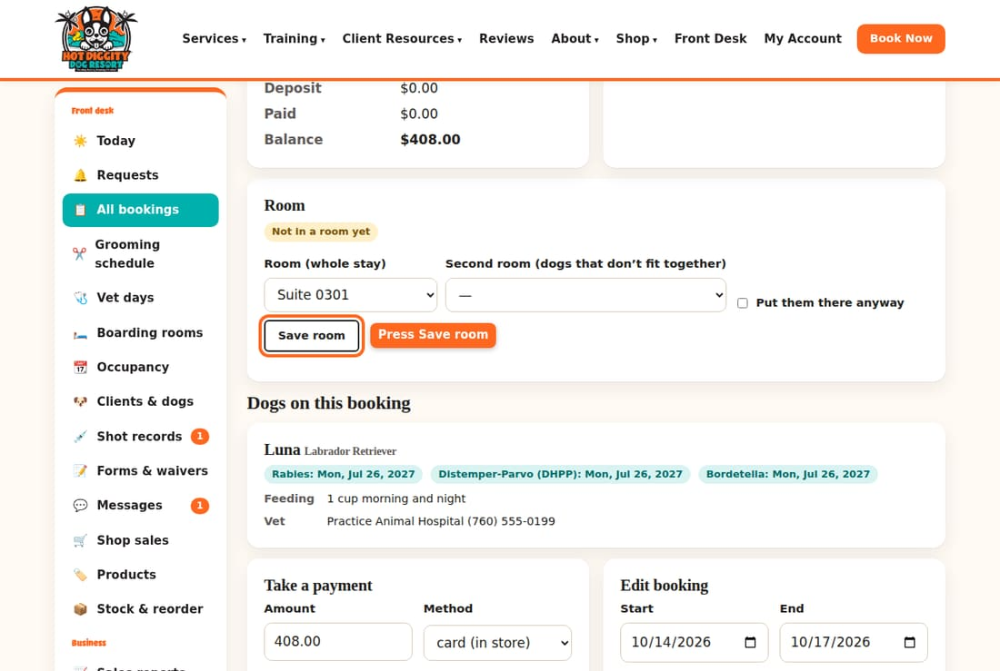 HOT DIGGITY
DOG RESORT
Services ▾ Training ▾ Client Resources ▾ Reviews About ▾ Shop ▾ Front Desk My Account Book Now
Front desk
Today
Requests
All bookings
Grooming
schedule
Vet days
Boarding rooms
Occupancy
Clients & dogs
Shot records 1
Forms & waivers
Messages 1
Shop sales
Products
Stock & reorder
Business
Sales reports
Deposit $0.00
Paid $0.00
Balance $408.00
Room
Not in a room yet
Room (whole stay) Second room (dogs that don’t fit together)
Suite 0301 — Put them there anyway
Save room Press Save room
Dogs on this booking
Luna Labrador Retriever
Rabies: Mon, Jul 26, 2027 Distemper-Parvo (DHPP): Mon, Jul 26, 2027 Bordetella: Mon, Jul 26, 2027
Feeding 1 cup morning and night
Vet Practice Animal Hospital (760) 555-0199
Take a payment
Amount Method
408.00 card (in store)
Edit booking
Start End
10/14/2026 10/17/2026